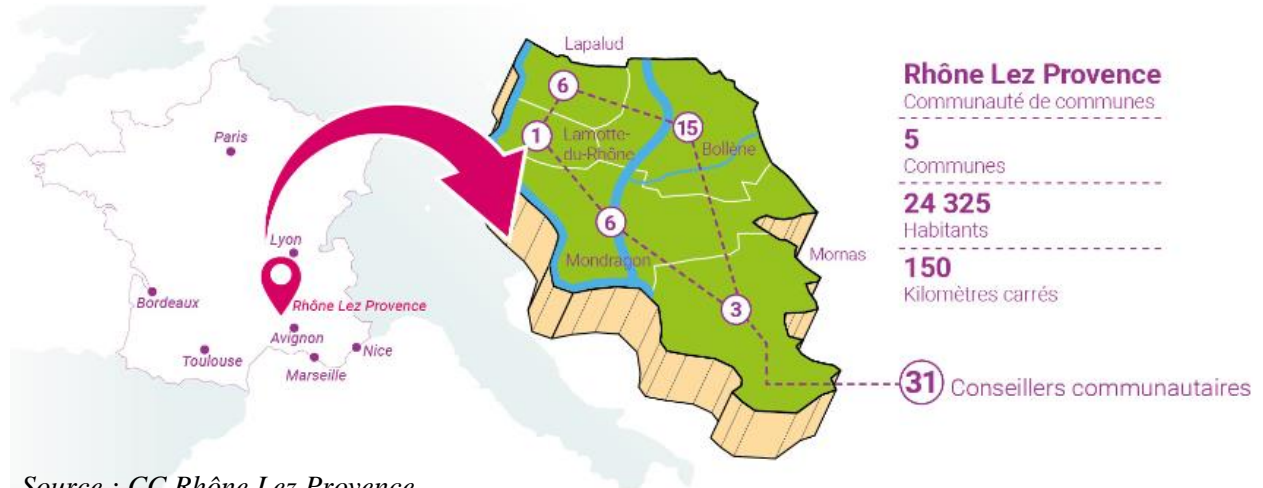 Paris
Lyon
Bordeaux
Rhône Lez Provence
Avignon
Toulouse
Nice
Marseille
Lapalud
6
1
Lamotte-
du-Rhône
15
Bollène
6
Mondragon
Mornas
3
Rhône Lez Provence
Communauté de communes
5
Communes
24 325
Habitants
150
Kilomètres carrés
31 Conseillers communautaires
Source : CC Rhône Lez Provence